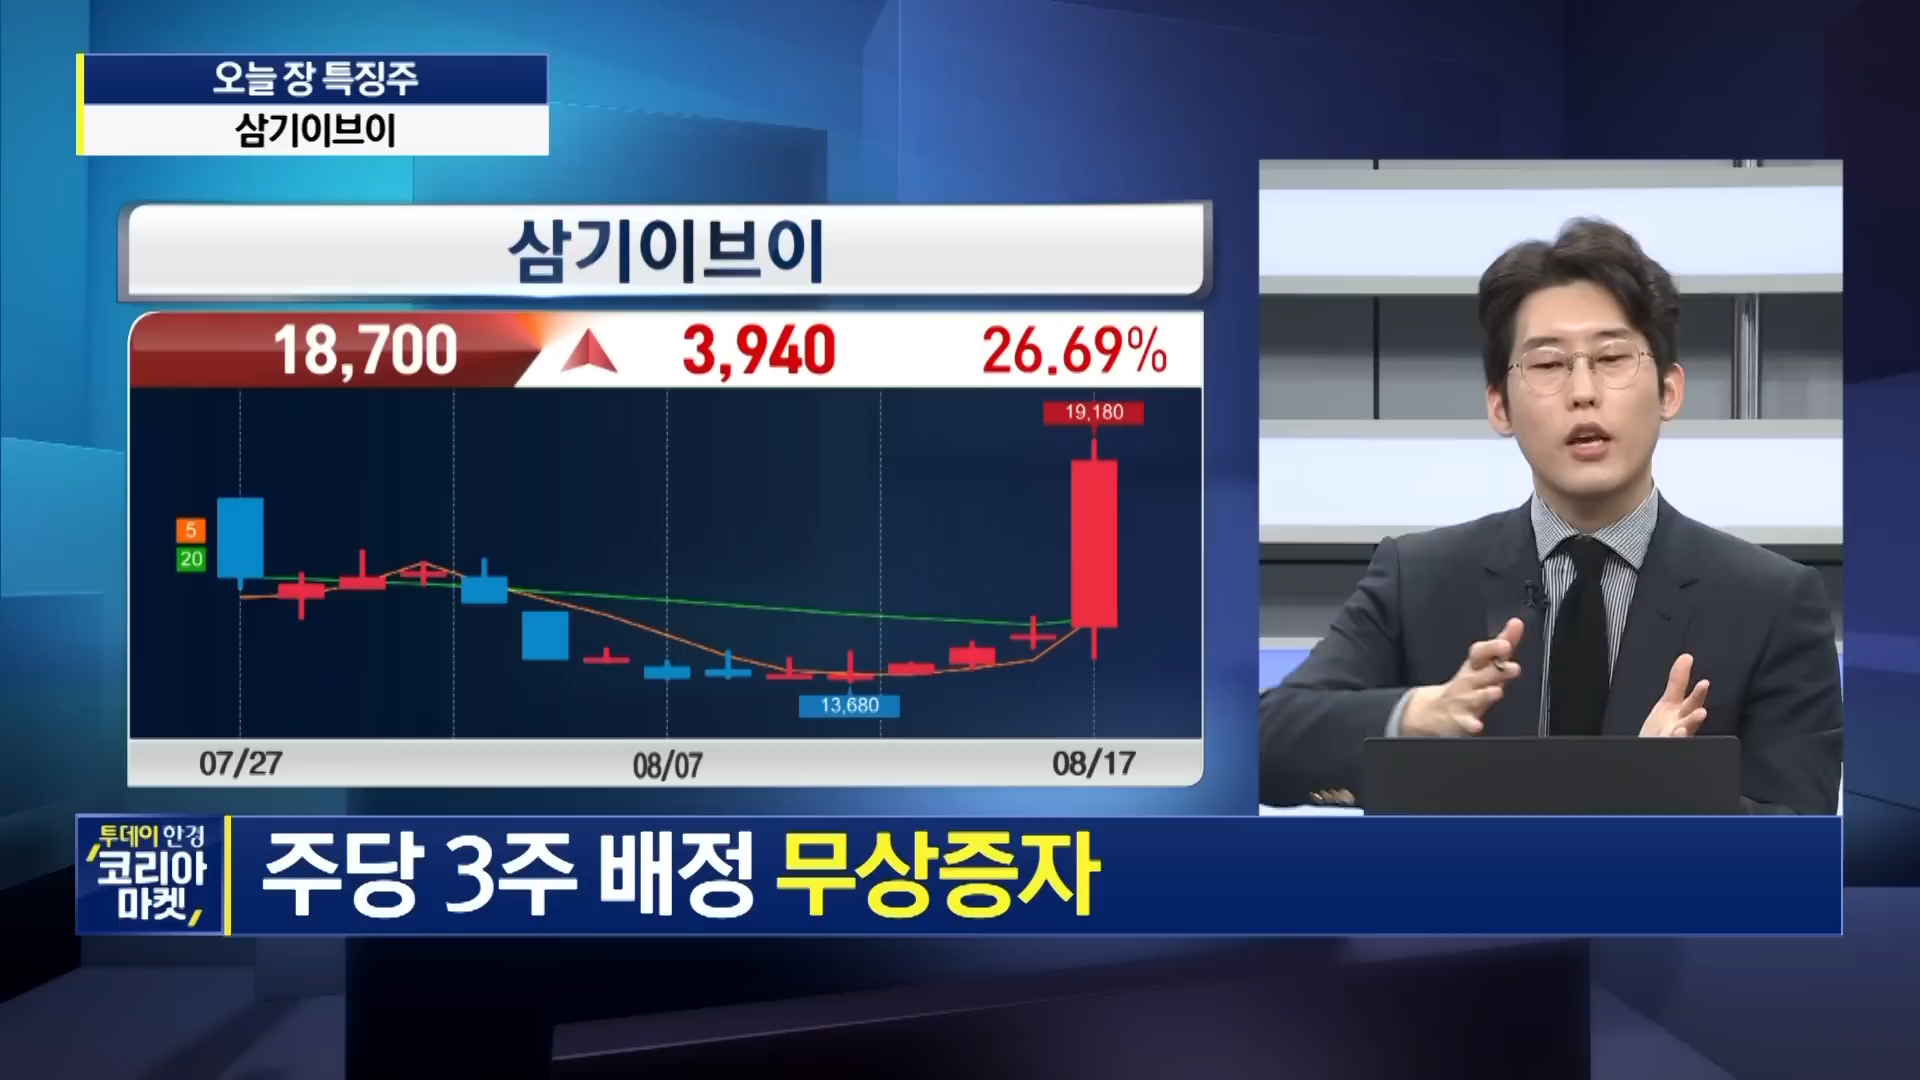 오늘 장 특징주
삼기이브이
삼기이브이
18,700 3,940 26.69%
19,180
5
20
13,680
07/27 08/07 08/17
투데이 한경
코리아
마켓
주당 3주 배정 무상증자